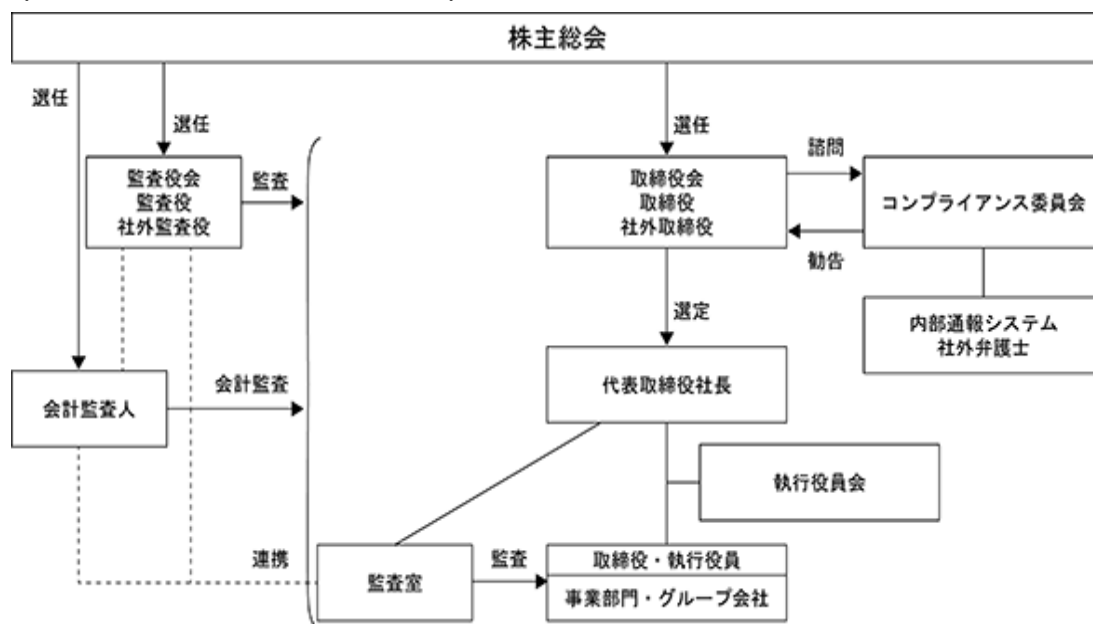 株主総会
選任
選任
選任
諮問
監査役会
監査役
社外監査役
監査
取締役会
取締役
社外取締役
コンプライアンス委員会
勧告
選定
内部通報システム
社外弁護士
代表取締役社長
会計監査人
会計監査
執行役員会
連携
監査室
監査
取締役・執行役員
事業部門・グループ会社